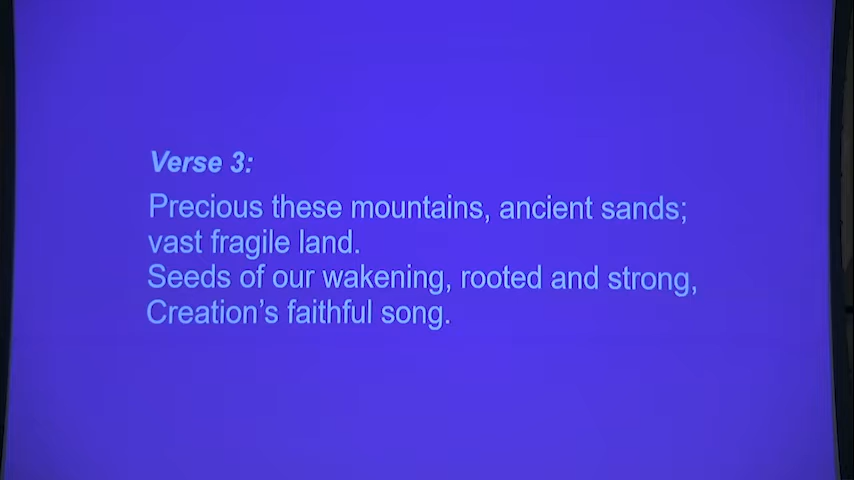 Verse 3:
Precious these mountains, ancient sands;
vast fragile land.
Seeds of our wakening, rooted and strong,
Creation’s faithful song.